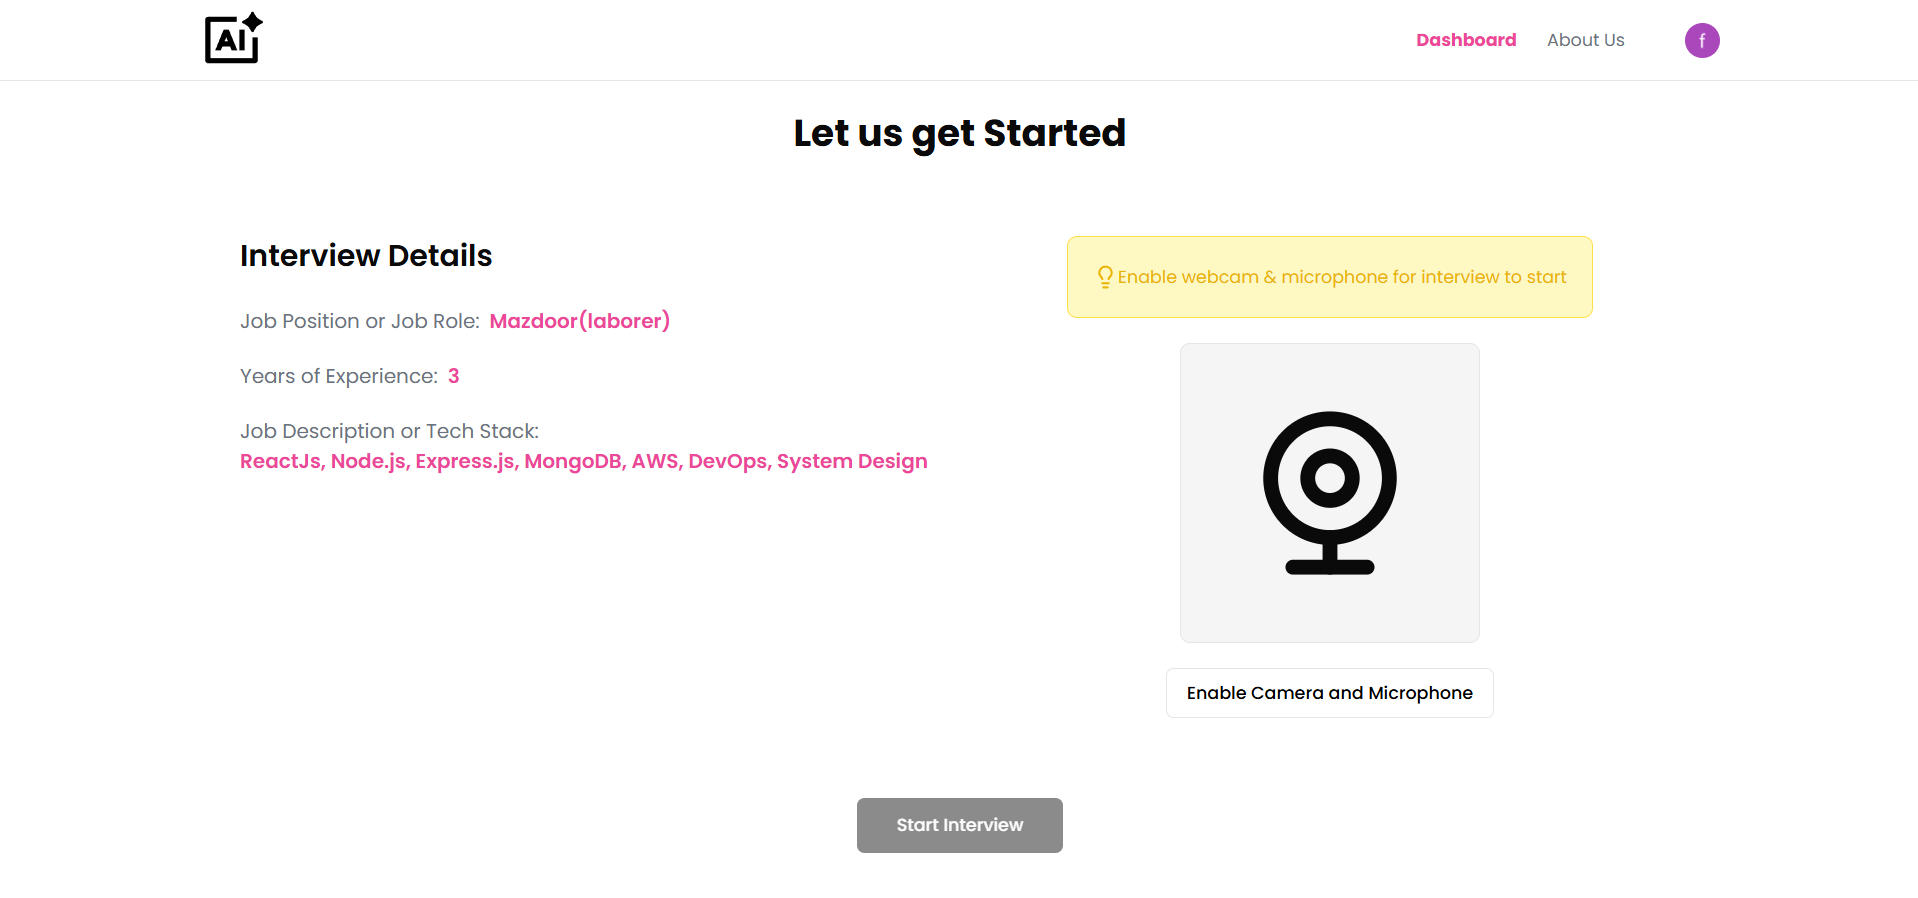 AI
Dashboard
About Us
f
Let us get Started
Interview Details
Job Position or Job Role: Mazdoor(laborer)
Years of Experience: 3
Job Description or Tech Stack:
ReactJs, Node.js, Express.js, MongoDB, AWS, DevOps, System Design
Enable webcam & microphone for interview to start
Enable Camera and Microphone
Start Interview